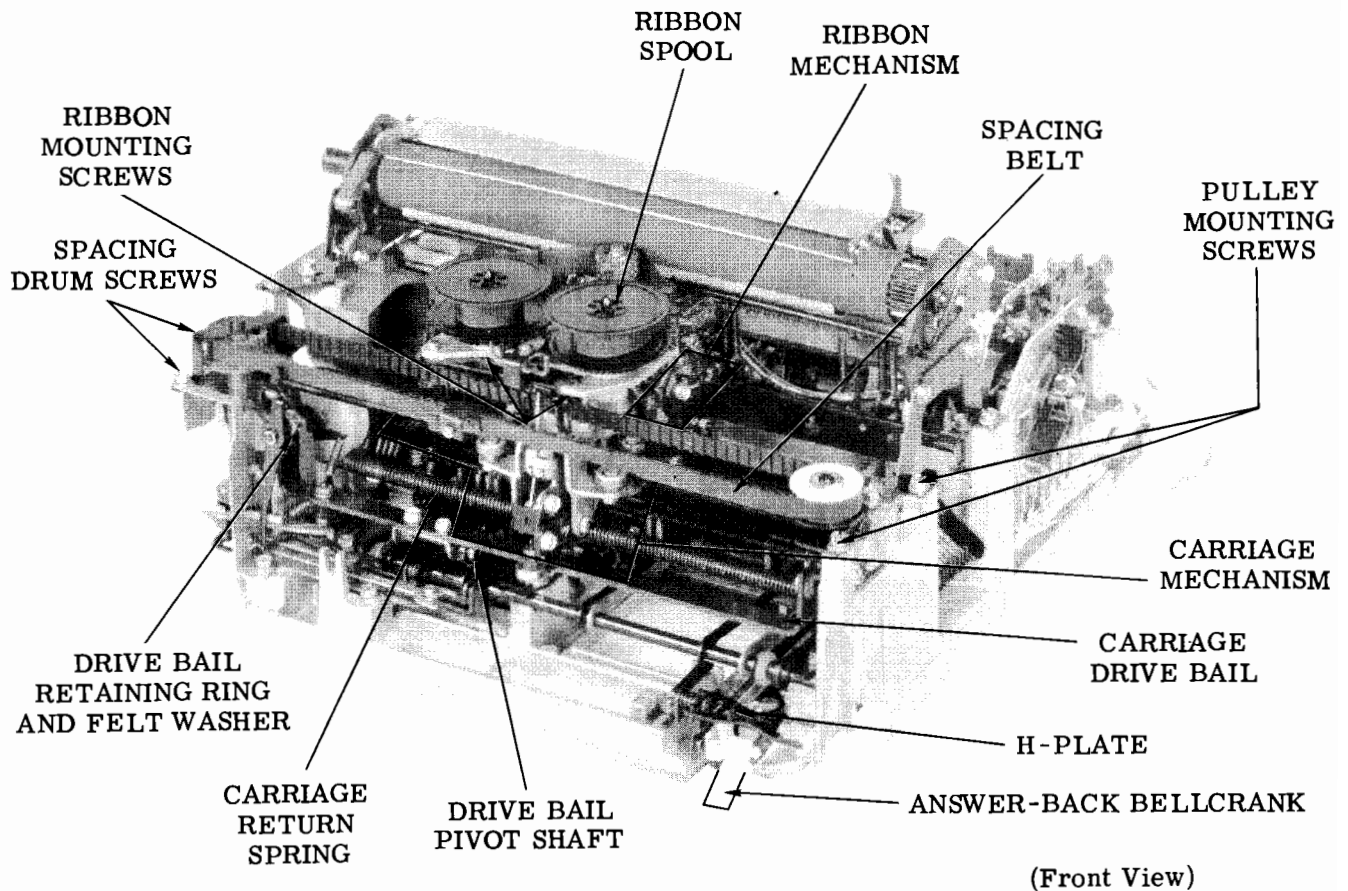 RIBBON
SPOOL
RIBBON
MECHANISM
RIBBON
MOUNTING
SCREWS
SPACING
BELT
PULLEY
MOUNTING
SCREWS
SPACING
DRUM SCREWS
CARRIAGE
MECHANISM
CARRIAGE
DRIVE BAIL
DRIVE BAIL
RETAINING RING
AND FELT WASHER
H-PLATE
CARRIAGE
RETURN
SPRING
DRIVE BAIL
PIVOT SHAFT
ANSWER-BACK BELLCRANK
(Front View)